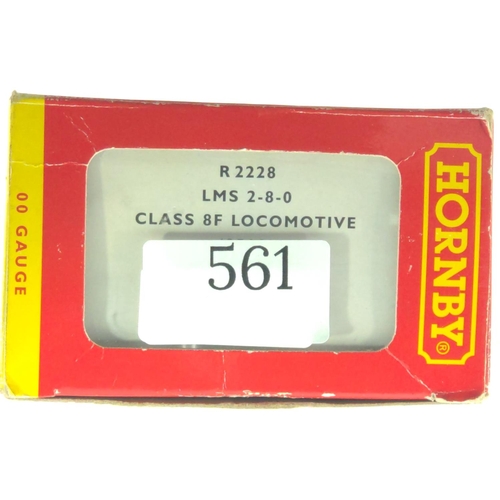 00 GAUGE
R 2228
LMS 2-8-0
CLASS 8F LOCOMOTIVE
561
HORNBY®